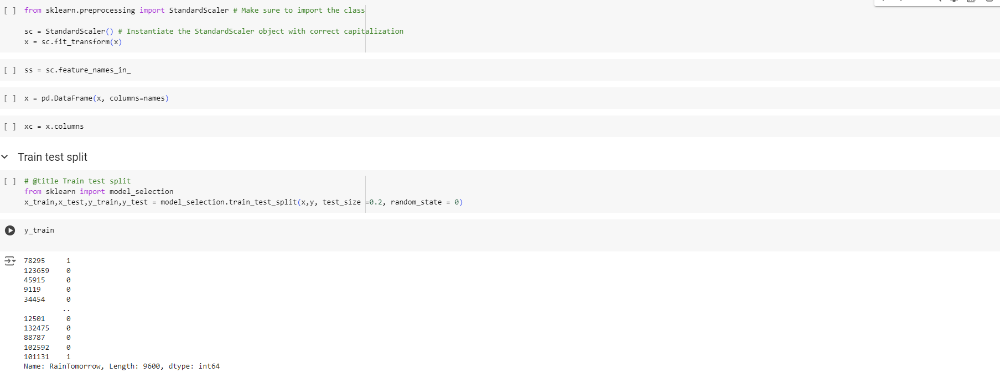 [ ] from sklearn.preprocessing import StandardScaler # Make sure to import the class
sc = StandardScaler() # Instantiate the StandardScaler object with correct capitalization
x = sc.fit_transform(x)
[ ] ss = sc.feature_names_in_
[ ] x = pd.DataFrame(x, columns=names)
[ ] xc = x.columns
Train test split
[ ] # @title Train test split
from sklearn import model_selection
x_train,x_test,y_train,y_test = model_selection.train_test_split(x,y, test_size =0.2, random_state = 0)
y_train
78295 1
123659 0
45915 0
9119 0
34454 0
..
12501 0
132475 0
88787 0
102592 0
101131 1
Name: RainTomorrow, Length: 9600, dtype: int64